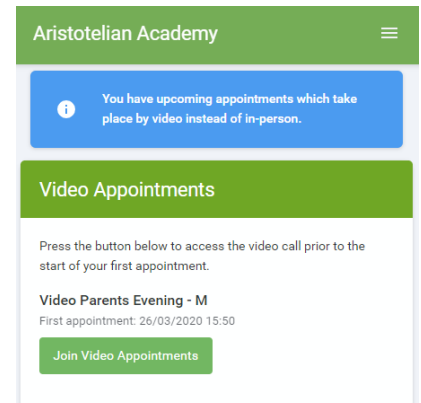 Aristotelian Academy
You have upcoming appointments which take
place by video instead of in-person.
Video Appointments
Press the button below to access the video call prior to the
start of your first appointment.
Video Parents Evening - M
First appointment: 26/03/2020 15:50
Join Video Appointments